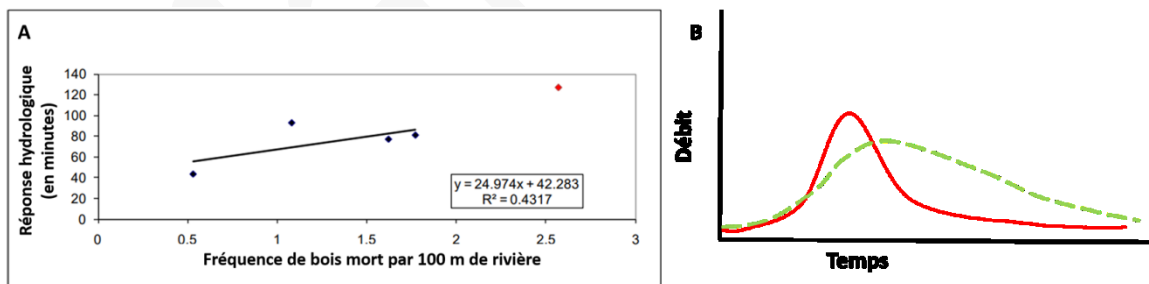 A
Réponse hydrologique
(en minutes)
140
120
100
80
60
40
20
0
0
0.5
1
1.5
2
2.5
3
y = 24.974x + 42.283
R² = 0.4317
Fréquence de bois mort par 100 m de rivière
B
Débit
Temps